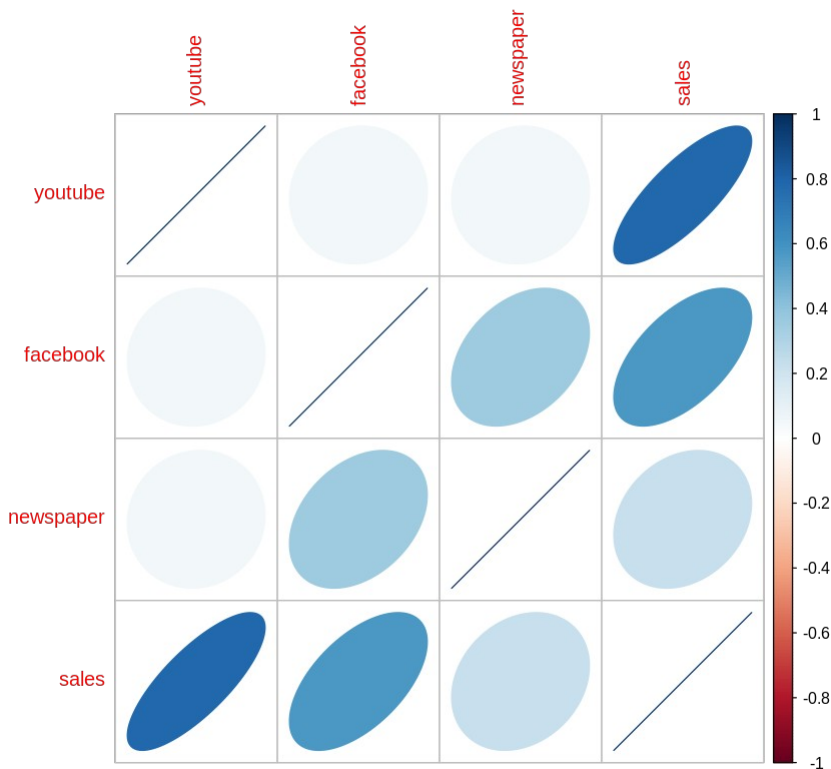 youtube
facebook
newspaper
sales
youtube
facebook
newspaper
sales
1
0.8
0.6
0.4
0.2
0
-0.2
-0.4
-0.6
-0.8
-1